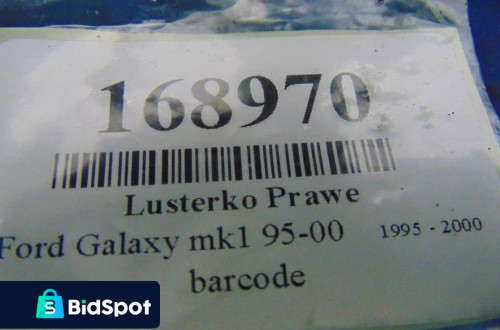 168970
Lusterko Prawe
Ford Galaxy mk1 95-00 1995 - 2000
barcode
S BidSpot